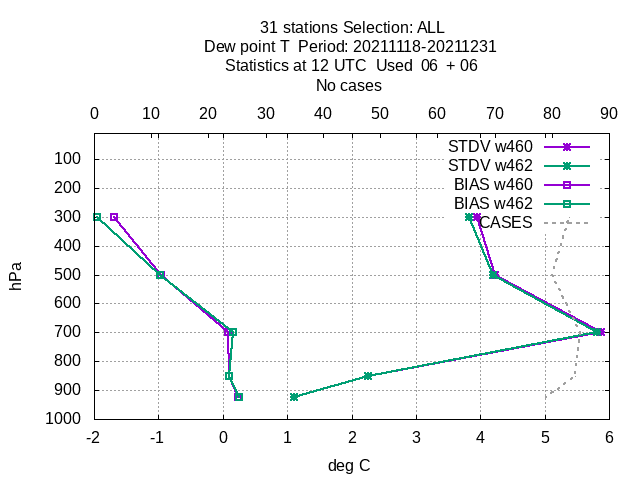 31 stations Selection: ALL
Dew point T  Period: 20211118-20211231
Statistics at 12 UTC  Used  06  + 06
No cases
0 10 20 30 40 50 60 70 80 90
STDV w460
STDV w462
BIAS w460
BIAS w462
CASES
100
200
300
400
500
600
700
800
900
1000
hPa
-2 -1 0 1 2 3 4 5 6
deg C